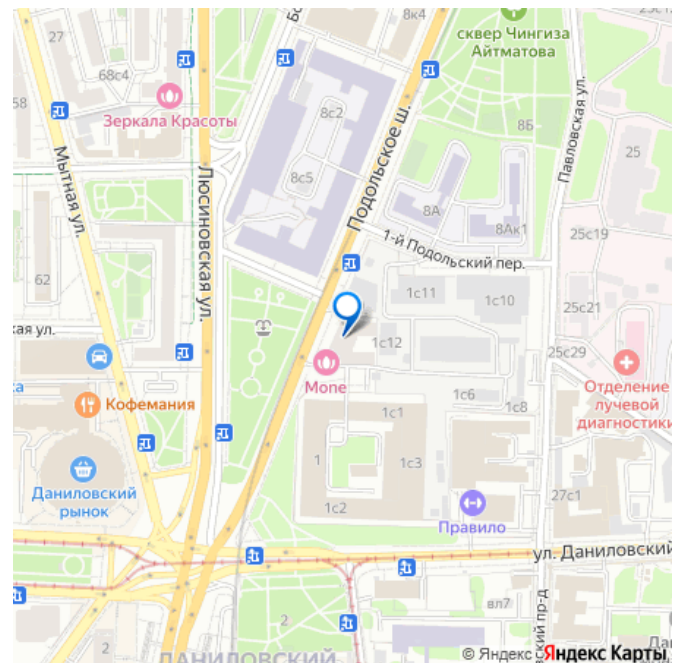 27
8к4
сквер Чингиза
Айтматова
68с4
58
Зеркала Красоты
8с2
8Б
Павловская ул.
Мытная ул.
Люсиновская ул.
8с5
Подольское ш.
25
8А
8Ак1
1-й Подольский пер.
25с19
62
1с11
1с10
25с21
кая ул.
1с12
25с29
Mone
1с6
Отделение
лучевой
диагностики
Кофемания
1с1
1с8
1
1с3
Даниловский
рынок
27с1
1с2
Правило
ул. Даниловский
2
2
вл7
ДАНИЛОВСКИЙ
вский пр-д
© Яндекс Яндекс Карты